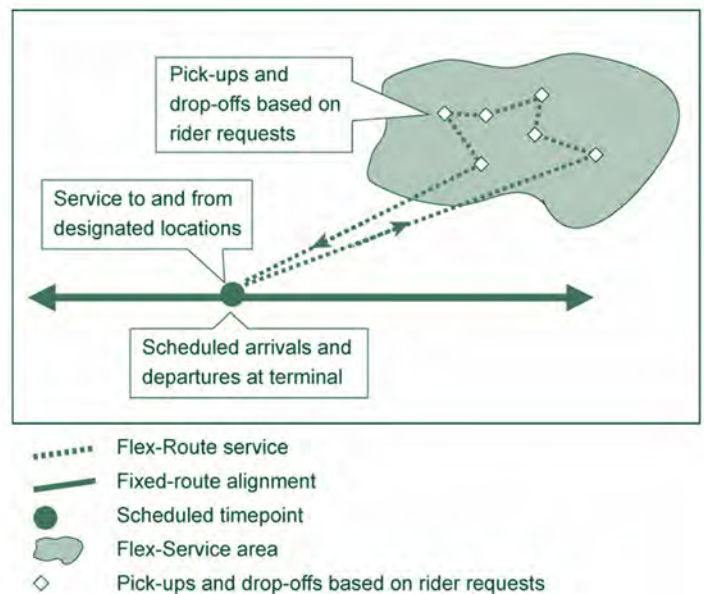 Pick-ups and
drop-offs based on
rider requests
Service to and from
designated locations
Scheduled arrivals and
departures at terminal
Flex-Route service
Fixed-route alignment
Scheduled timepoint
Flex-Service area
Pick-ups and drop-offs based on rider requests